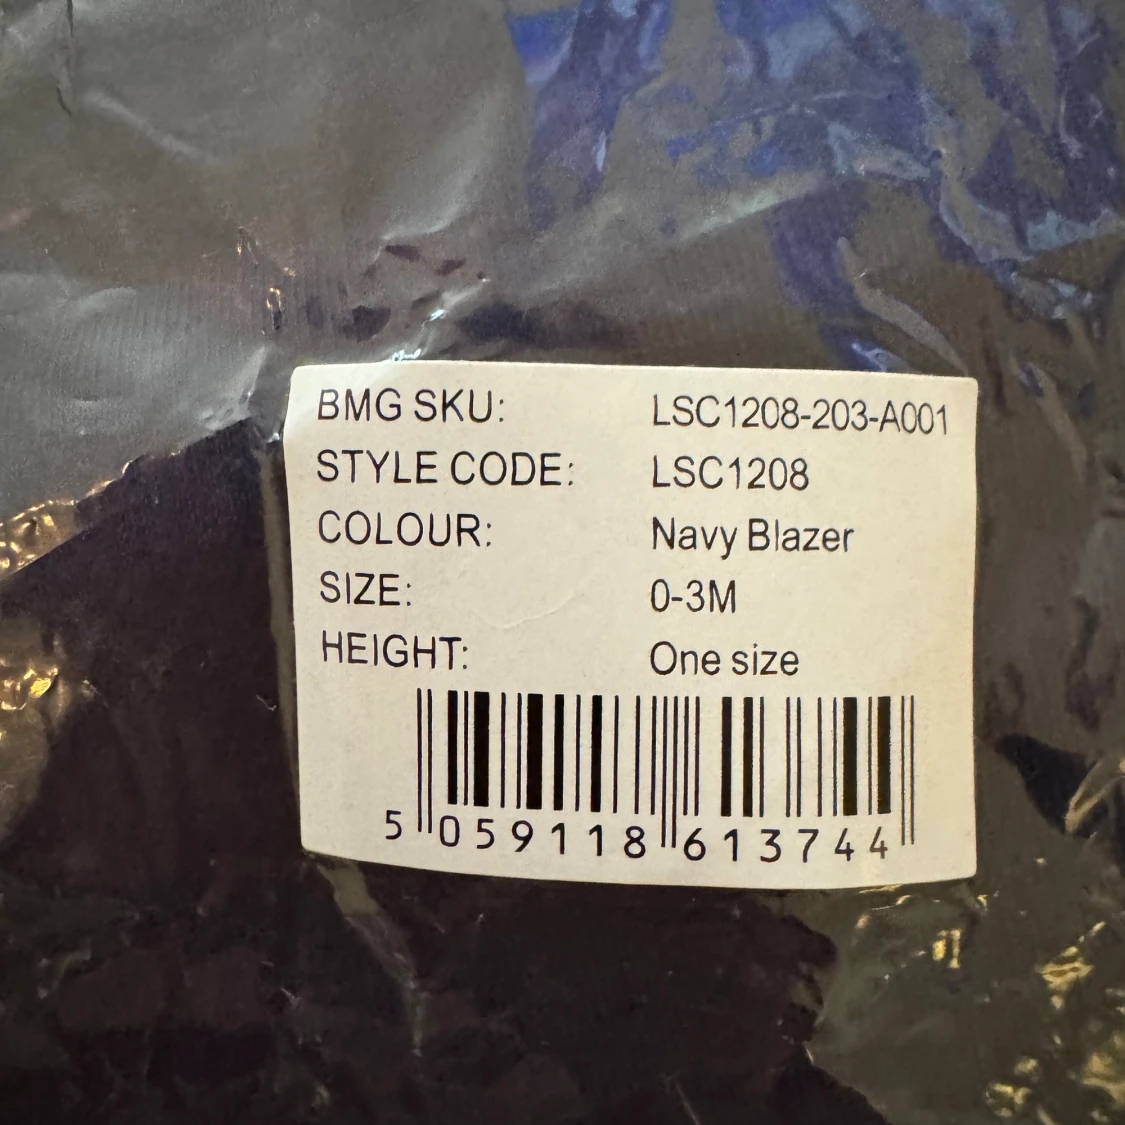 BMG SKU: LSC1208-203-A001
STYLE CODE: LSC1208
COLOUR: Navy Blazer
SIZE: 0-3M
HEIGHT: One size
5 059118 613744